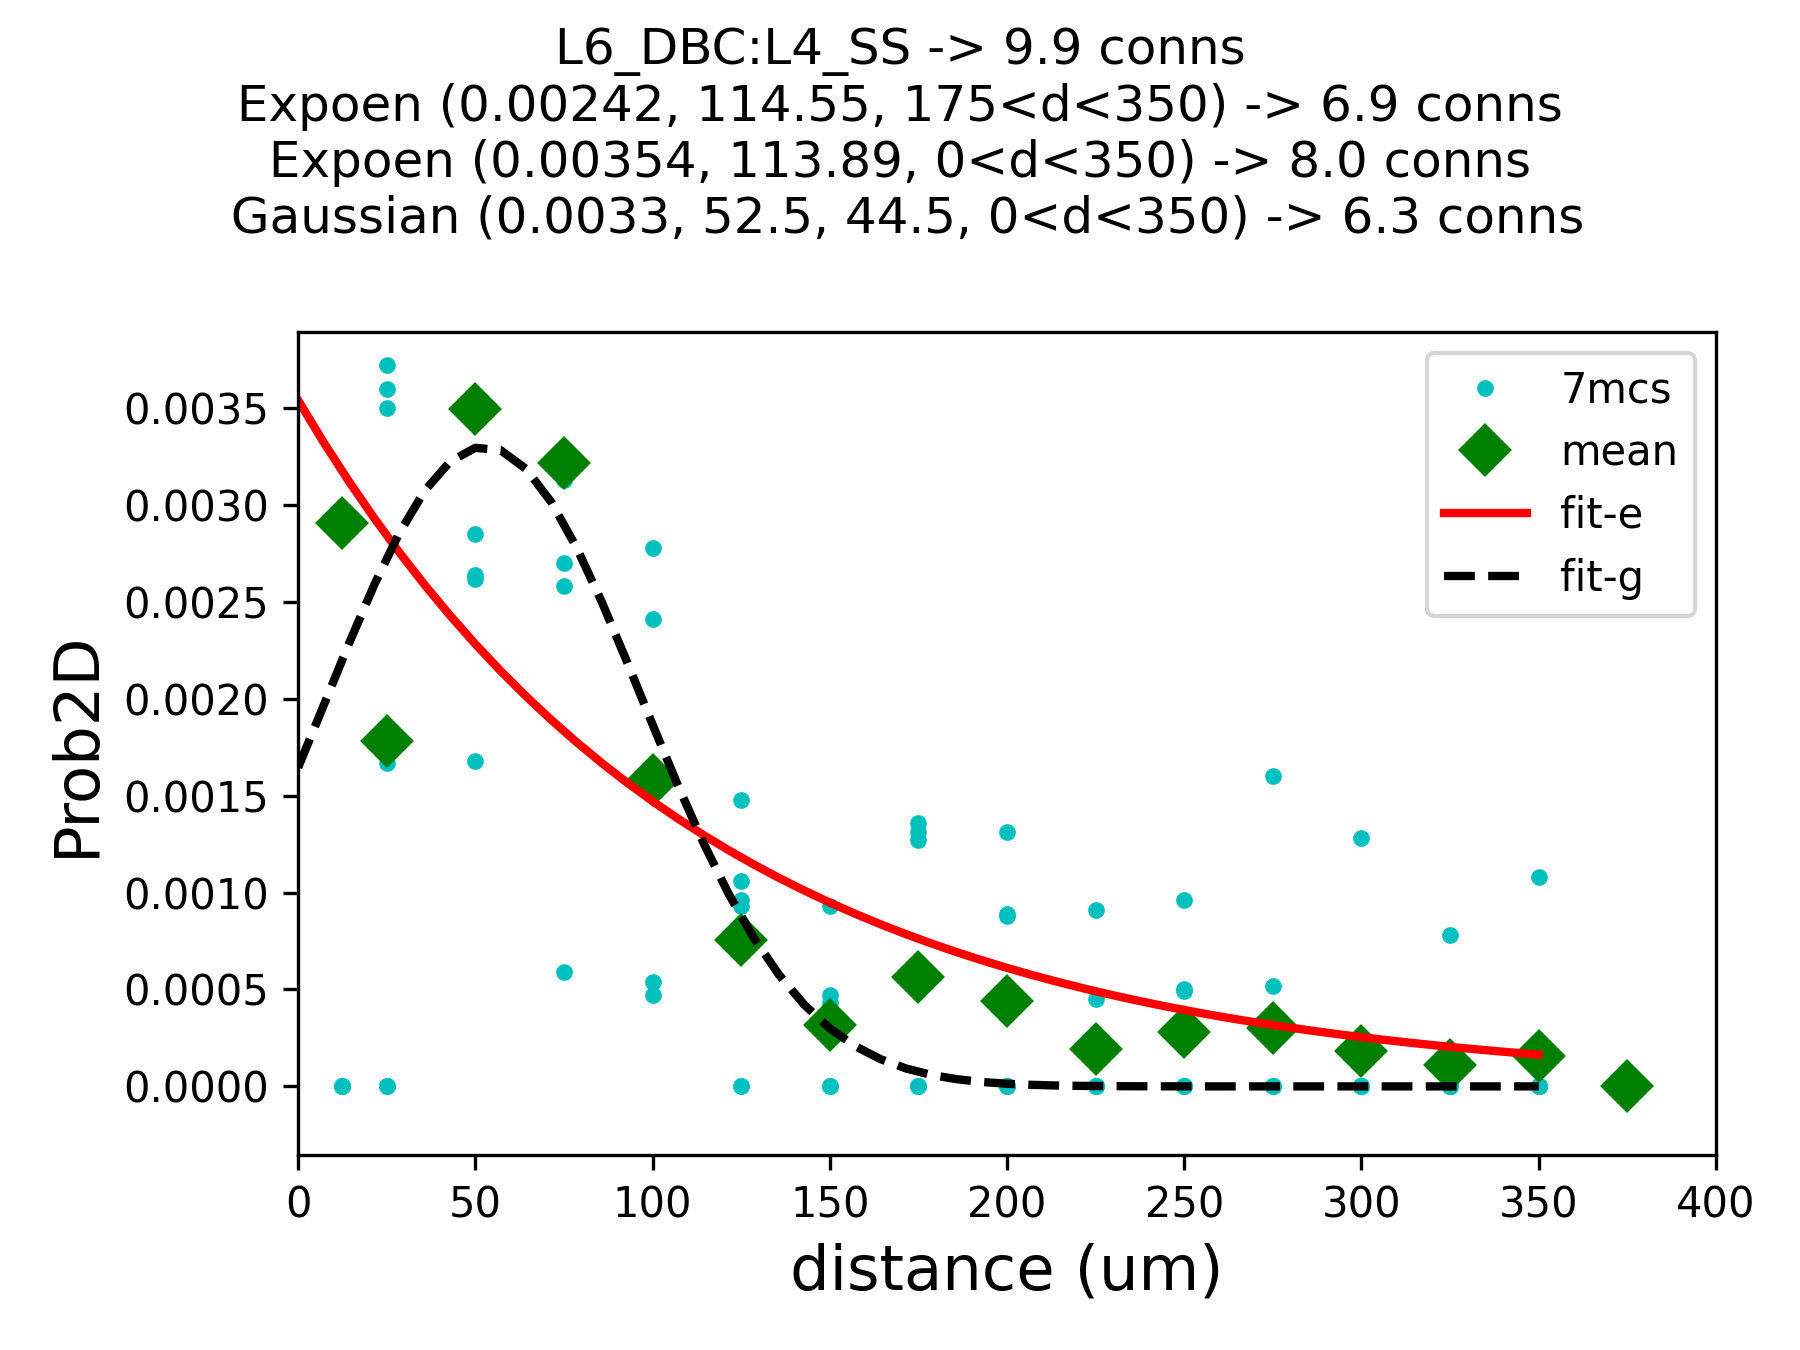 L6_DBC:L4_SS -> 9.9 conns
Expoen (0.00242, 114.55, 175<d<350) -> 6.9 conns
Expoen (0.00354, 113.89, 0<d<350) -> 8.0 conns
Gaussian (0.0033, 52.5, 44.5, 0<d<350) -> 6.3 conns
7mcs
mean
fit-e
fit-g
Prob2D
0.0035
0.0030
0.0025
0.0020
0.0015
0.0010
0.0005
0.0000
0 50 100 150 200 250 300 350 400
distance (um)